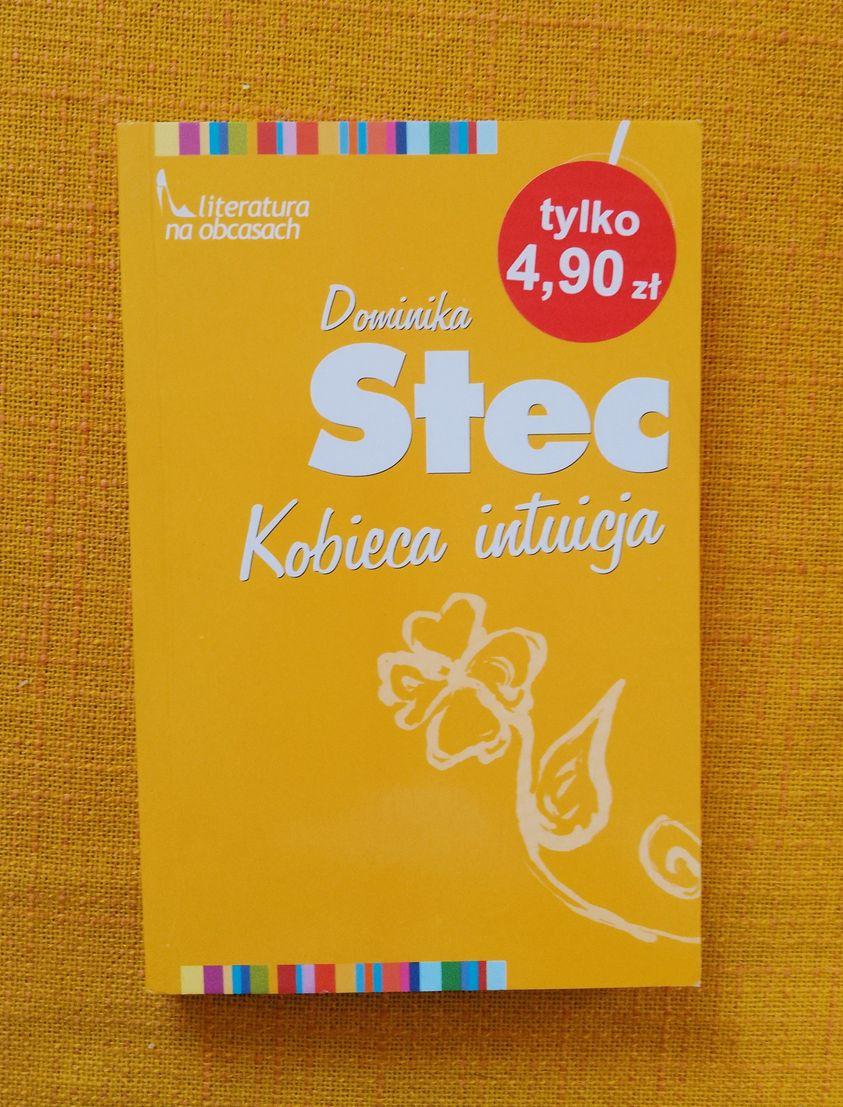 literatura
na obcasach
tylko
4,90 zł
Dominika
Stec
Kobieca intuicja